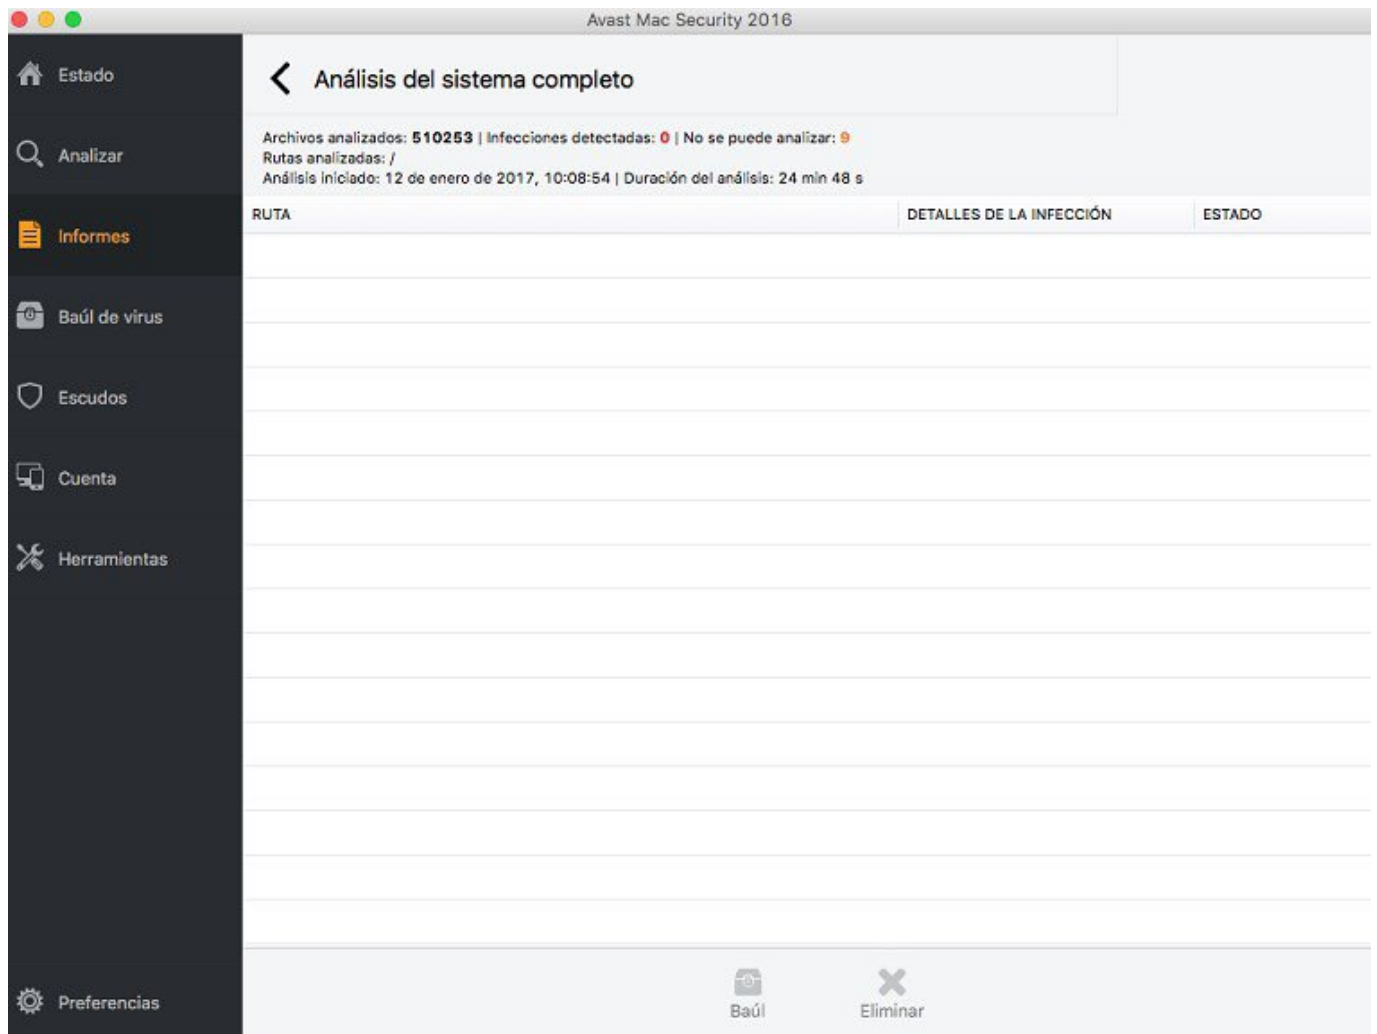 Avast Mac Security 2016
Estado
Analizar
Informes
Baúl de virus
Escudos
Cuenta
Herramientas
Preferencias
Análisis del sistema completo
Archivos analizados: 510253 | Infecciones detectadas: 0 | No se puede analizar: 9
Rutas analizadas: /
Análisis iniciado: 12 de enero de 2017, 10:08:54 | Duración del análisis: 24 min 48 s
RUTA DETALLES DE LA INFECCIÓN ESTADO
Baúl Eliminar